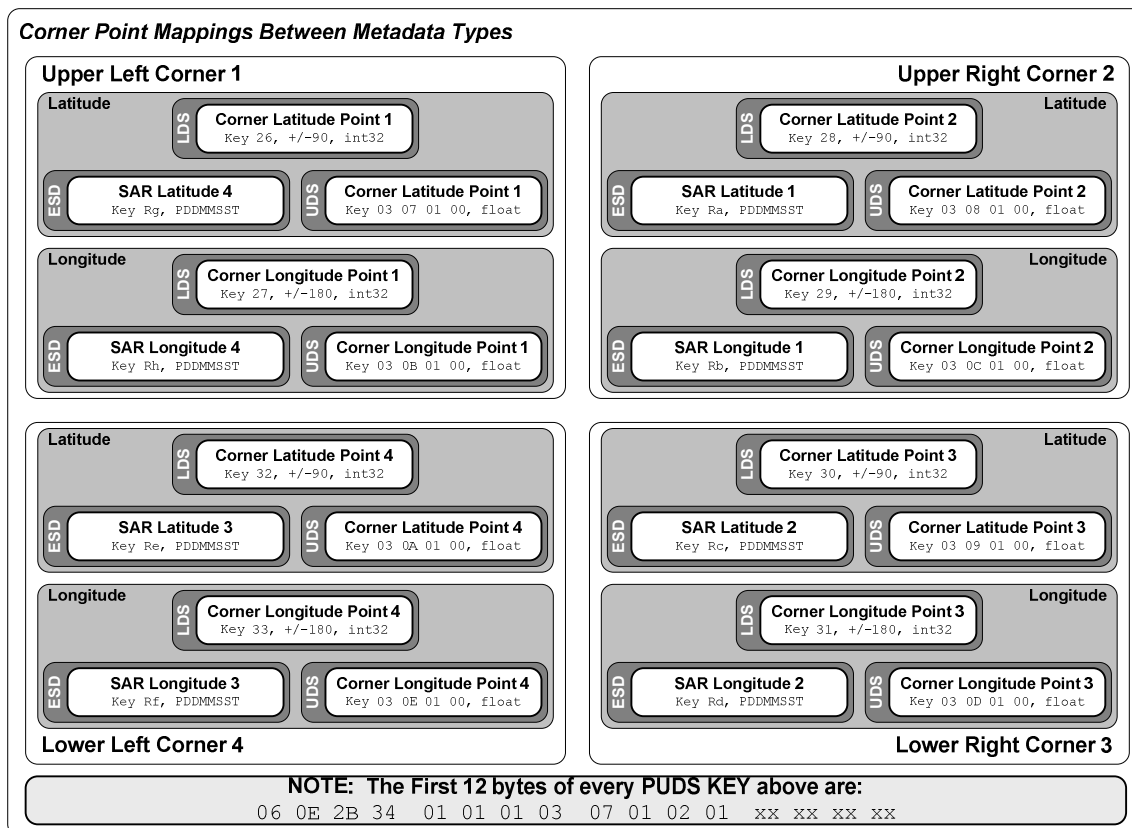 Corner Point Mappings Between Metadata Types
Upper Left Corner 1
Latitude
LDS
Corner Latitude Point 1
Key 26, +/-90, int32
ESD
SAR Latitude 4
Key Rg, PDDMMSST
UDS
Corner Latitude Point 1
Key 03 07 01 00, float
Longitude
LDS
Corner Longitude Point 1
Key 27, +/-180, int32
ESD
SAR Longitude 4
Key Rh, PDDMMSST
UDS
Corner Longitude Point 1
Key 03 0B 01 00, float
Upper Right Corner 2
Latitude
LDS
Corner Latitude Point 2
Key 28, +/-90, int32
ESD
SAR Latitude 1
Key Ra, PDDMMSST
UDS
Corner Latitude Point 2
Key 03 08 01 00, float
Longitude
LDS
Corner Longitude Point 2
Key 29, +/-180, int32
ESD
SAR Longitude 1
Key Rb, PDDMMSST
UDS
Corner Longitude Point 2
Key 03 0C 01 00, float
Latitude
LDS
Corner Latitude Point 4
Key 32, +/-90, int32
ESD
SAR Latitude 3
Key Re, PDDMMSST
UDS
Corner Latitude Point 4
Key 03 0A 01 00, float
Longitude
LDS
Corner Longitude Point 4
Key 33, +/-180, int32
ESD
SAR Longitude 3
Key Rf, PDDMMSST
UDS
Corner Longitude Point 4
Key 03 0E 01 00, float
Lower Left Corner 4
Latitude
LDS
Corner Latitude Point 3
Key 30, +/-90, int32
ESD
SAR Latitude 2
Key Rc, PDDMMSST
UDS
Corner Latitude Point 3
Key 03 09 01 00, float
Longitude
LDS
Corner Longitude Point 3
Key 31, +/-180, int32
ESD
SAR Longitude 2
Key Rd, PDDMMSST
UDS
Corner Longitude Point 3
Key 03 0D 01 00, float
Lower Right Corner 3
NOTE: The First 12 bytes of every PUDS KEY above are:
06 0E 2B 34 01 01 01 03 07 01 02 01 xx xx xx xx